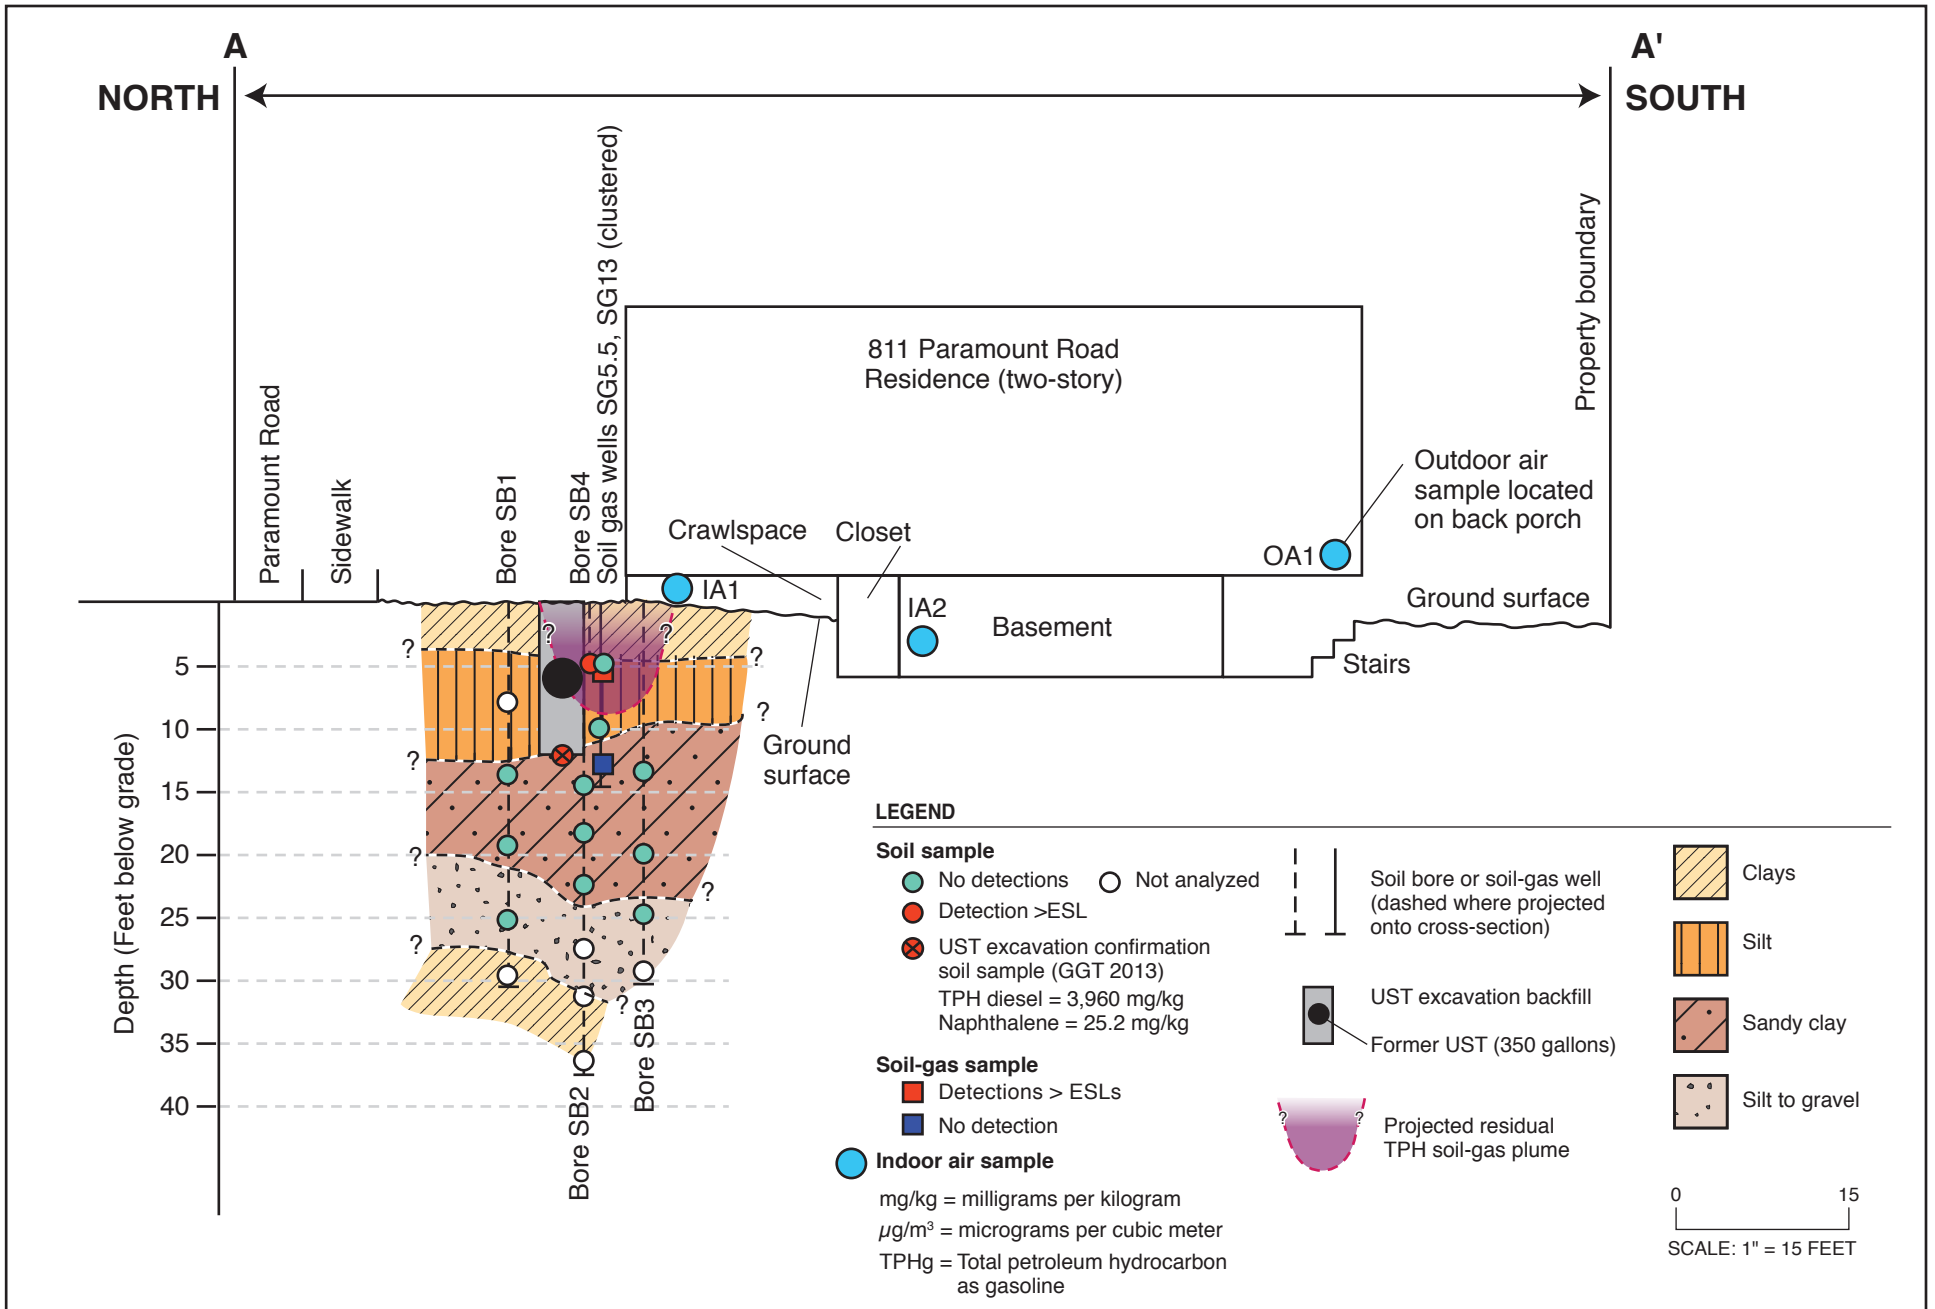 A
A'
NORTH
SOUTH
Paramount Road
Sidewalk
Bore SB1
Bore SB4
Soil gas wells SG5.5, SG13 (clustered)
Property boundary
811 Paramount Road
Residence (two-story)
Outdoor air
sample located
on back porch
Crawlspace
Closet
OA1
IA1
IA2
Basement
Ground surface
Stairs
Ground
surface
Depth (Feet below grade)
5
10
15
20
25
30
35
40
?
?
?
?
?
?
?
?
?
?
?
Bore SB2
Bore SB3
LEGEND
Soil sample
No detections
Not analyzed
Detection >ESL
UST excavation confirmation
soil sample (GGT 2013)
TPH diesel = 3,960 mg/kg
Naphthalene = 25.2 mg/kg
Soil-gas sample
Detections > ESLs
No detection
Indoor air sample
mg/kg = milligrams per kilogram
µg/m³ = micrograms per cubic meter
TPHg = Total petroleum hydrocarbon
as gasoline
Soil bore or soil-gas well
(dashed where projected
onto cross-section)
UST excavation backfill
Former UST (350 gallons)
?
?
Projected residual
TPH soil-gas plume
Clays
Silt
Sandy clay
Silt to gravel
0
15
SCALE: 1" = 15 FEET